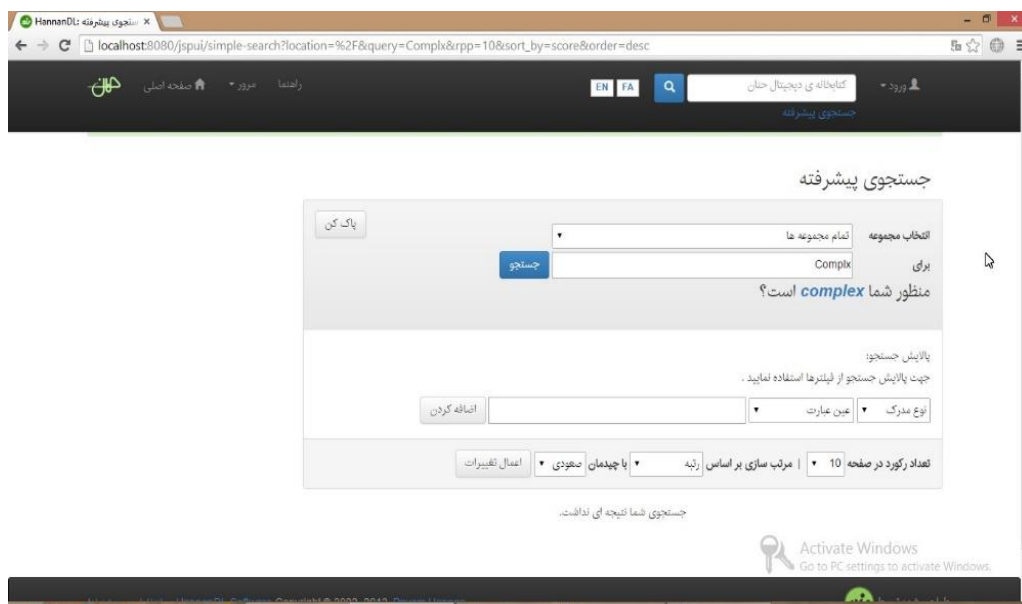 HannanDL: جستجوی پیشرفته
localhost:8080/jspui/simple-search?location=%2F&query=Complx&rpp=10&sort_by=score&order=desc
ورود
کتابخانه ی دیجیتال حنان
FA EN
راهنما
مرور
صفحه اصلی
حنان
جستجوی پیشرفته
جستجوی پیشرفته
پاک کن
انتخاب مجموعه تمام مجموعه ها
برای Complx جستجو
منظور شما complex است؟
پالایش جستجو:
جهت پالایش جستجو از فیلترها استفاده نمایید .
نوع مدرک عین عبارت اضافه کردن
تعداد رکورد در صفحه 10 | مرتب سازی بر اساس رتبه با چیدمان صعودی اعمال تغییرات
جستجوی شما نتیجه ای نداشت.
Activate Windows
Go to PC settings to activate Windows.